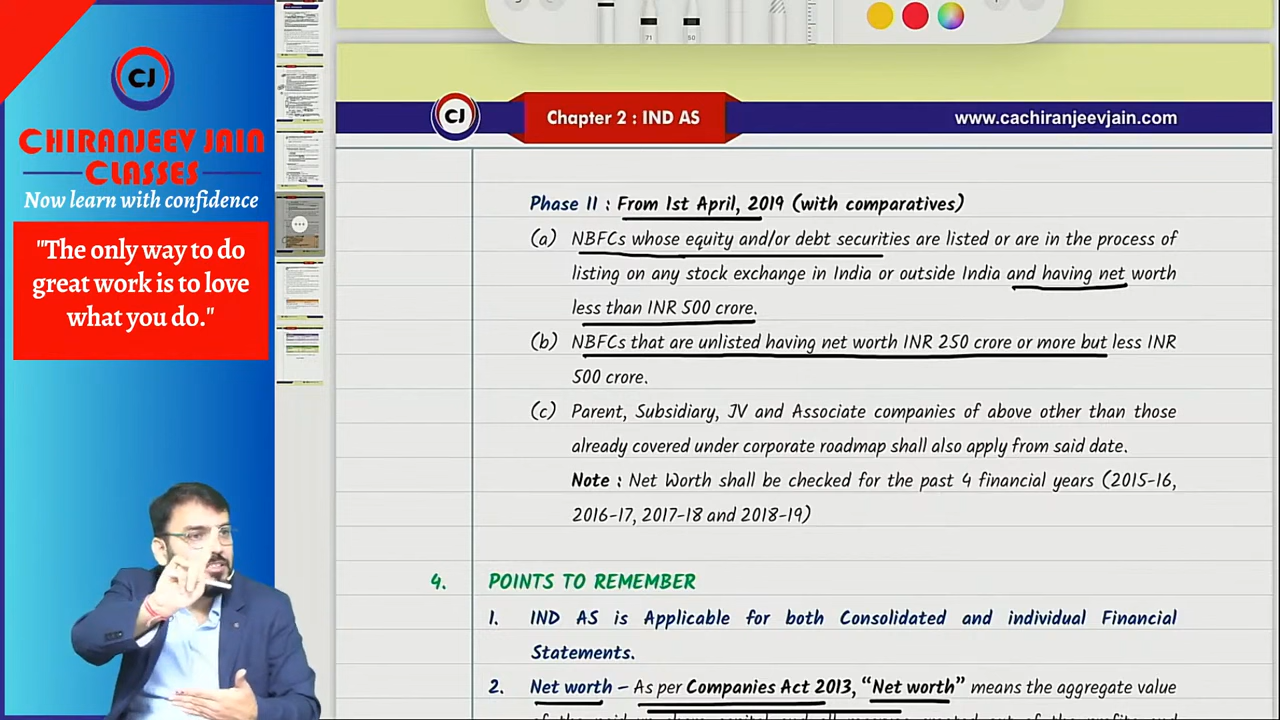 CJ
CHIRANJEEV JAIN
CLASSES
Now learn with confidence
"The only way to do
great work is to love
what you do."
71
50
CJ
Chapter 2 : IND AS
www.cachiranjeevjain.co
Phase II : From 1st April 2019 (with comparatives)
(a) NBFCs whose equity and/or debt securities are listed or are in the process of
listing on any stock exchange in India or outside India and having net worth
less than INR 500 crore.
(b) NBFCs that are unlisted having net worth INR 250 crore or more but less INR
500 crore.
(c) Parent, Subsidiary, JV and Associate companies of above other than those
already covered under corporate roadmap shall also apply from said date.
Note : Net Worth shall be checked for the past 4 financial years (2015-16,
2016-17, 2017-18 and 2018-19)
4. POINTS TO REMEMBER
1. IND AS is Applicable for both Consolidated and individual Financial
Statements.
2. Net worth – As per Companies Act 2013, “Net worth” means the aggregate value